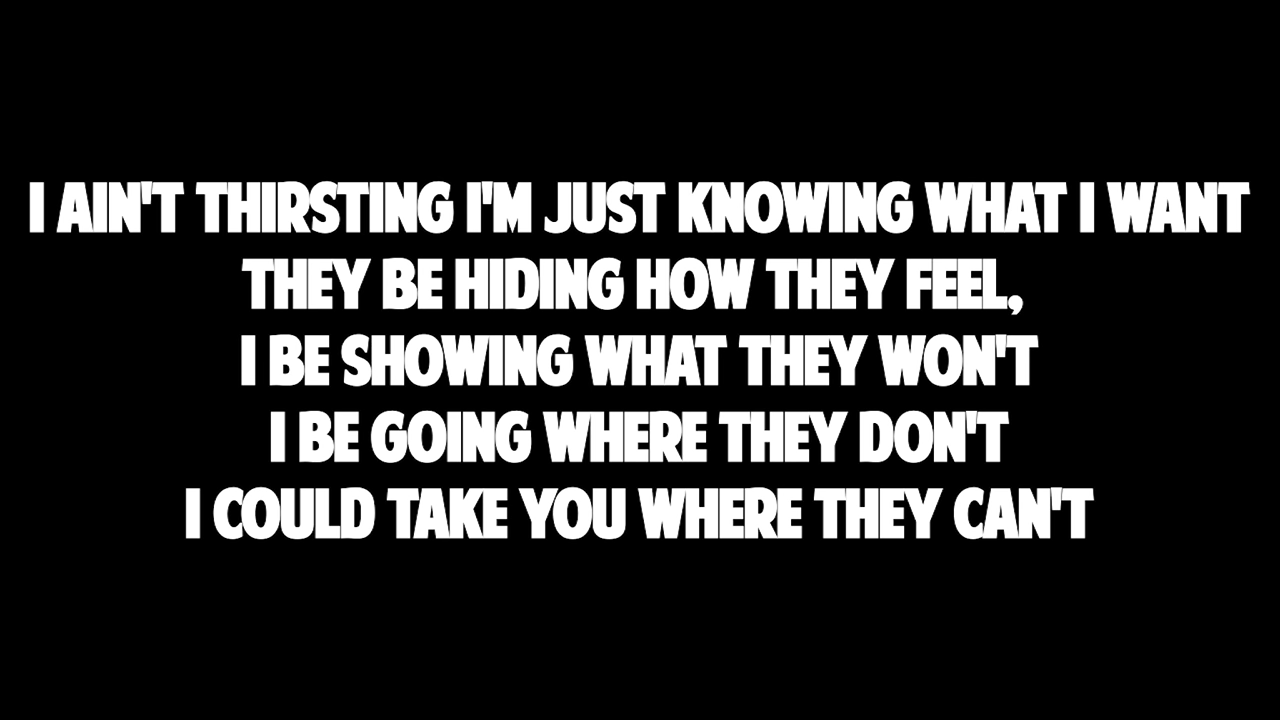 I AIN'T THIRSTING I'M JUST KNOWING WHAT I WANT
THEY BE HIDING HOW THEY FEEL,
I BE SHOWING WHAT THEY WON'T
I BE GOING WHERE THEY DON'T
I COULD TAKE YOU WHERE THEY CAN'T